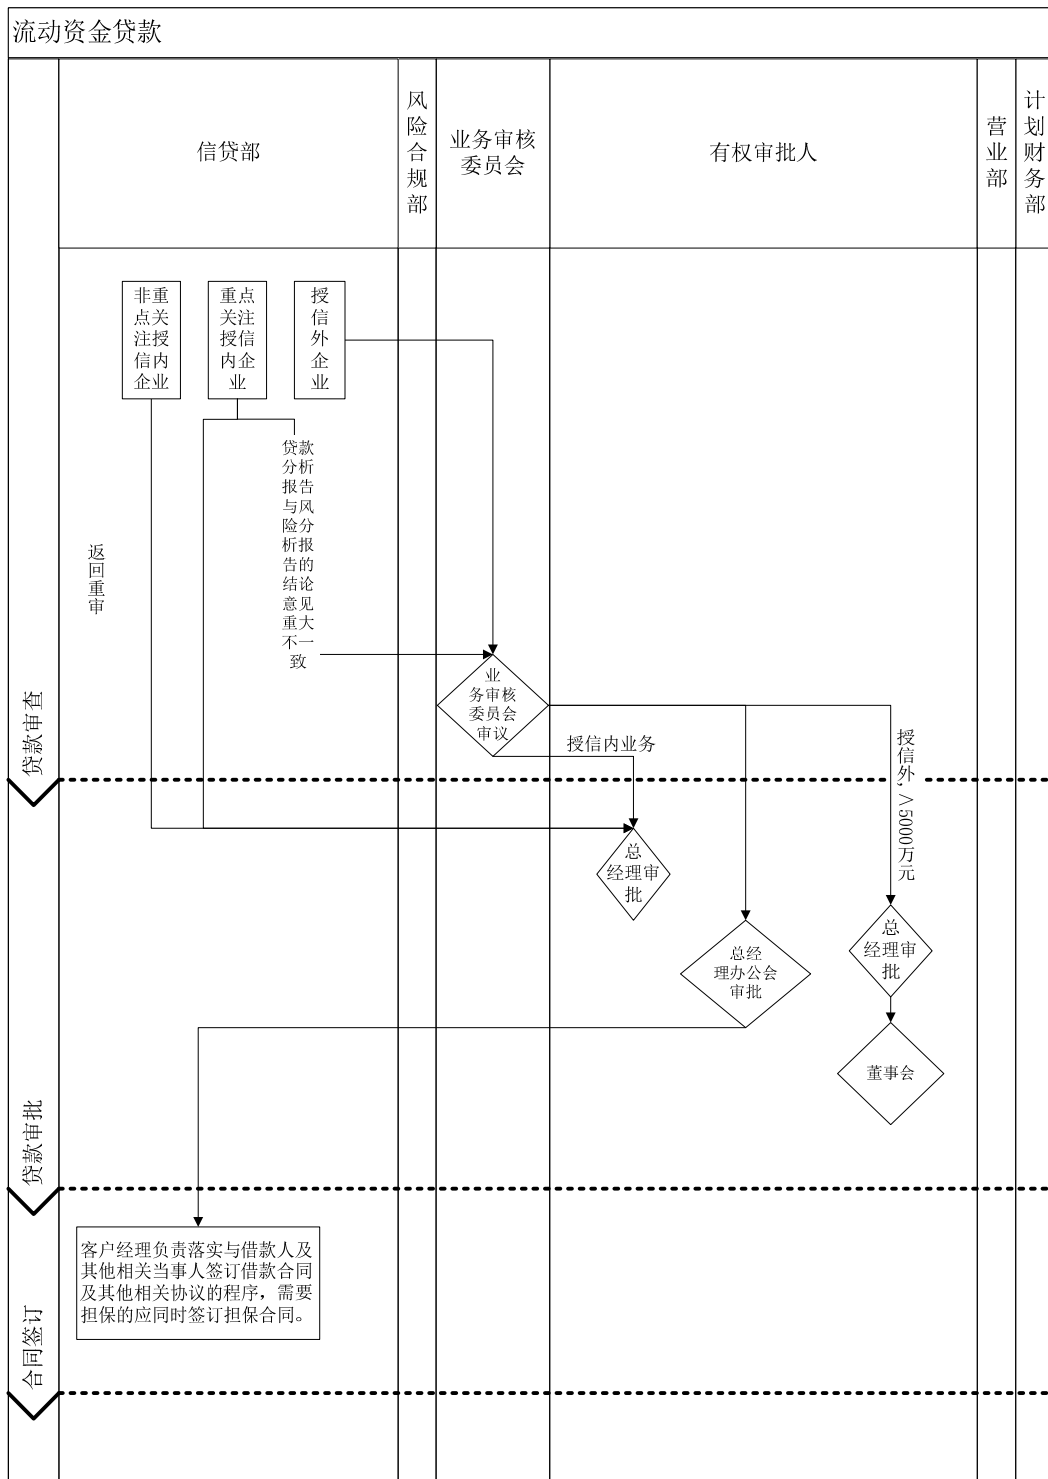 流动资金贷款
信贷部
风险合规部
业务审核
委员会
有权审批人
营业部
计划财务部
非重
点关
注授
信内
企业
重点
关注
授信
内企
业
授信外企业
贷款
分析
报告
与风
险分
析报
告的
结论
意见
重大
不一
致
返回重审
贷款审查
业
务审核
委员会
审议
授信内业务
授信外,>5000万元
总
经理审
批
总
经理审
批
总经
理办公会
审批
董事会
贷款审批
客户经理负责落实与借款人及
其他相关当事人签订借款合同
及其他相关协议的程序，需要
担保的应同时签订担保合同。
合同签订